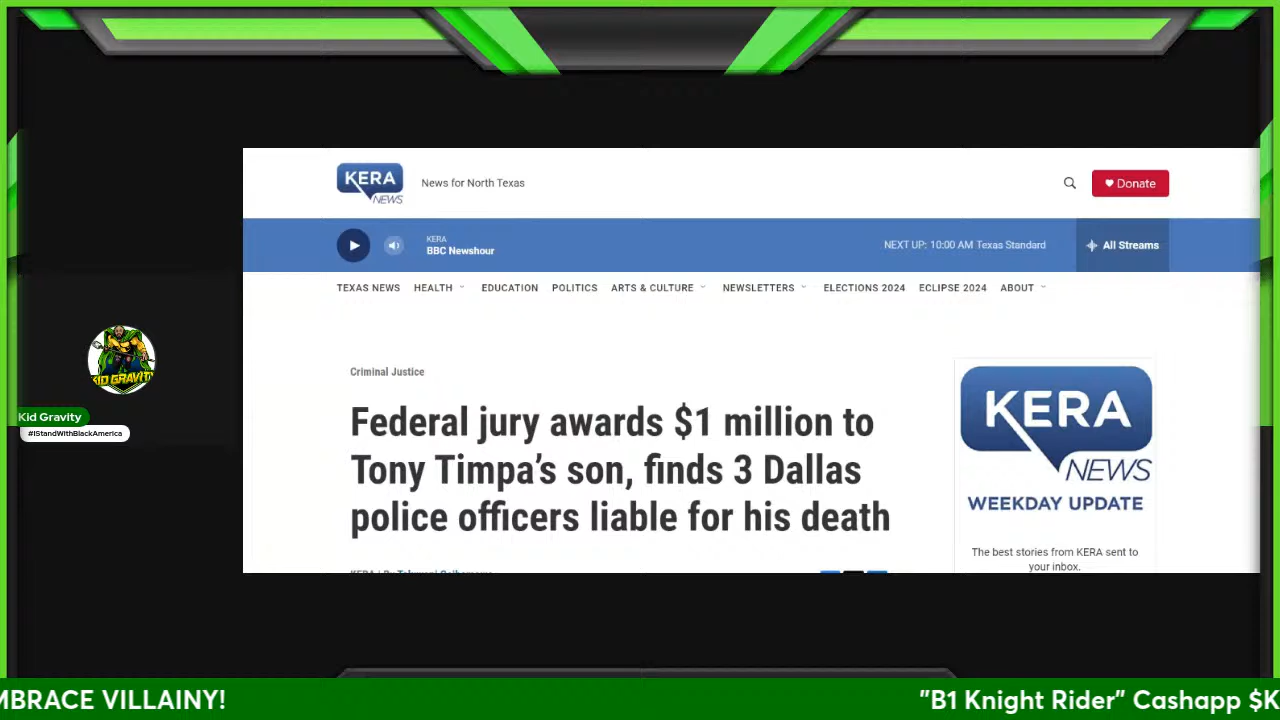 KERA
NEWS
News for North Texas
Donate
KERA
BBC Newshour
NEXT UP: 10:00 AM Texas Standard
All Streams
TEXAS NEWS HEALTH EDUCATION POLITICS ARTS & CULTURE NEWSLETTERS ELECTIONS 2024 ECLIPSE 2024 ABOUT
Criminal Justice
Federal jury awards $1 million to
Tony Timpa’s son, finds 3 Dallas
police officers liable for his death
KERA
NEWS
WEEKDAY UPDATE
The best stories from KERA sent to
your inbox.
KID GRAVITY
Kid Gravity
#IStandWithBlackAmerica
MBRACE VILLAINY!
"B1 Knight Rider" Cashapp $K